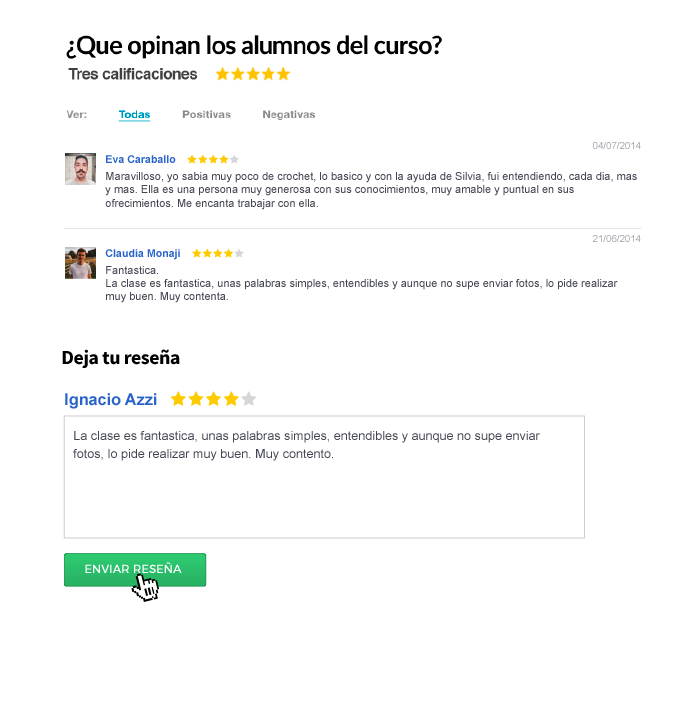 ¿Que opinan los alumnos del curso?
Tres calificaciones
Ver: Todas Positivas Negativas
04/07/2014
Eva Caraballo
Maravilloso, yo sabia muy poco de crochet, lo basico y con la ayuda de Silvia, fui entendiendo, cada dia, mas
y mas. Ella es una persona muy generosa con sus conocimientos, muy amable y puntual en sus
ofrecimientos. Me encanta trabajar con ella.
21/06/2014
Claudia Monaji
Fantastica.
La clase es fantastica, unas palabras simples, entendibles y aunque no supe enviar fotos, lo pide realizar
muy buen. Muy contenta.
Deja tu reseña
Ignacio Azzi
La clase es fantastica, unas palabras simples, entendibles y aunque no supe enviar
fotos, lo pide realizar muy buen. Muy contento.
ENVIAR RESEÑA